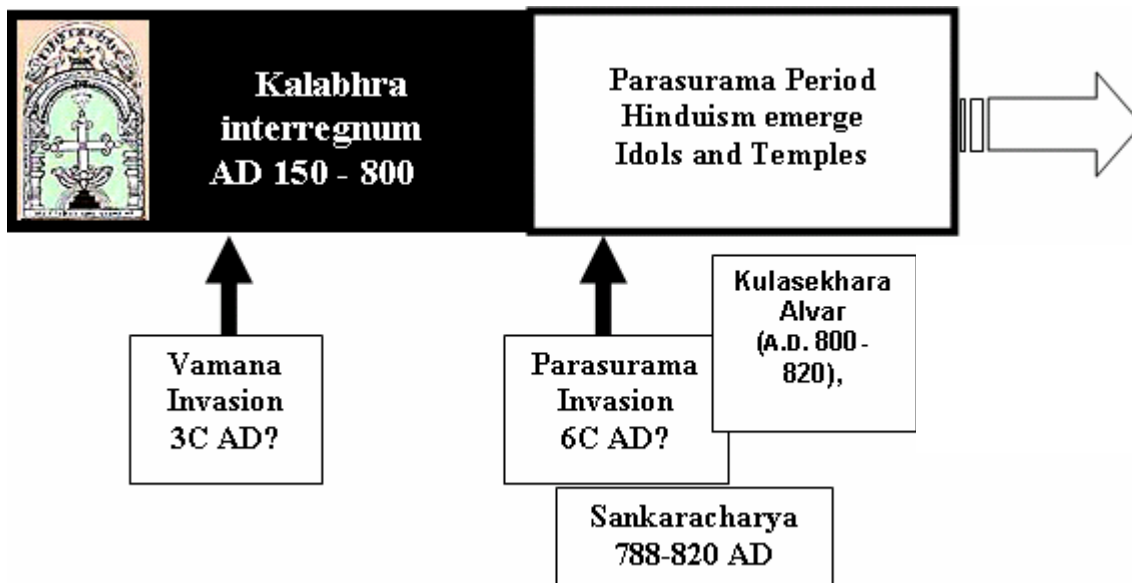 Kalabhra
interregnum
AD 150 - 800
Parasurama Period
Hinduism emerge
Idols and Temples
Vamana
Invasion
3C AD?
Parasurama
Invasion
6C AD?
Kulasekhara
Alvar
(A.D. 800 -
820),
Sankaracharya
788-820 AD